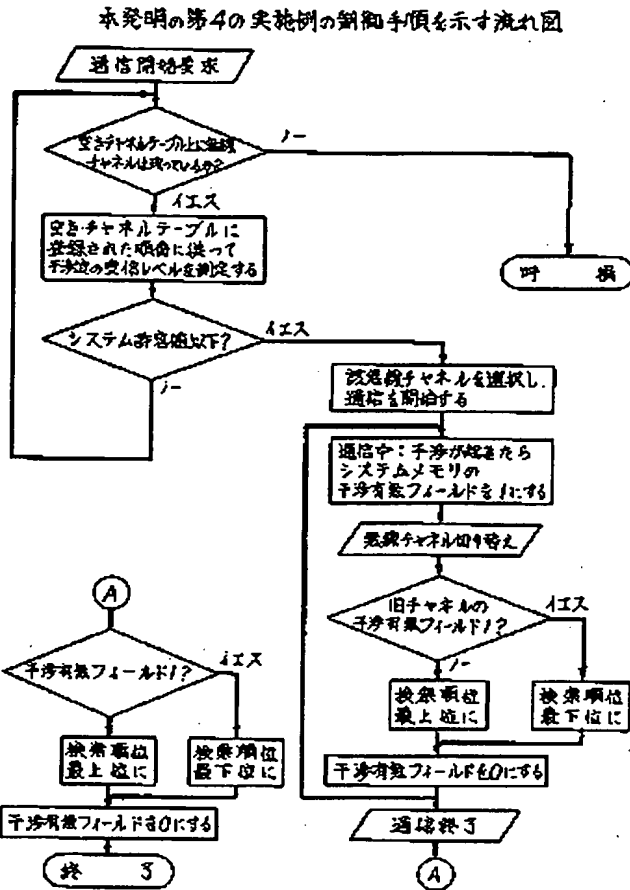 本発明の第4の実施例の制御手順を示す流れ図
通信開始要求
空きチャネルテーブル上に無線
チャネルは残っているか?
ノー
イエス
空きチャネルテーブルに
登録された順番に従って
干渉波の受信レベルを測定する
呼 損
システム許容値以下?
イエス
ノー
該無線チャネルを選択し、
通信を開始する
通信中:干渉が起きたら
システムメモリの
干渉有無フィールドを1にする
無線チャネル切り替え
旧チャネルの
干渉有無フィールド1?
イエス
ノー
検索順位
最上位に
検索順位
最下位に
干渉有無フィールドを0にする
通信終了
A
A
干渉有無フィールド1?
イエス
検索順位
最上位に
検索順位
最下位に
干渉有無フィールドを0にする
終 了